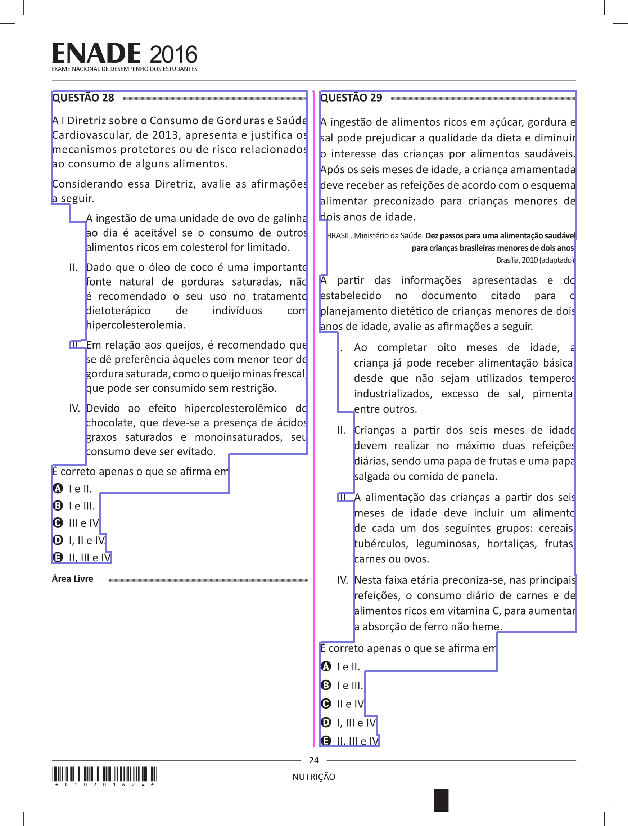 ENADE 2016
EXAME NACIONAL DE DESEMPENHO DOS ESTUDANTES
QUESTÃO 28
A I Diretriz sobre o Consumo de Gorduras e Saúde
Cardiovascular, de 2013, apresenta e justifica os
mecanismos protetores ou de risco relacionados
ao consumo de alguns alimentos.
Considerando essa Diretriz, avalie as afirmações
a seguir.
A ingestão de uma unidade de ovo de galinha
ao dia é aceitável se o consumo de outros
alimentos ricos em colesterol for limitado.
II. Dado que o óleo de coco é uma importante
fonte natural de gorduras saturadas, não
é recomendado o seu uso no tratamento
dietoterápico de indivíduos com
hipercolesterolemia.
III. Em relação aos queijos, é recomendado que
se dê preferência àqueles com menor teor de
gordura saturada, como o queijo minas frescal,
que pode ser consumido sem restrição.
IV. Devido ao efeito hipercolesterolêmico do
chocolate, que deve-se a presença de ácidos
graxos saturados e monoinsaturados, seu
consumo deve ser evitado.
É correto apenas o que se afirma em
A I e II.
B I e III.
C III e IV.
D I, II e IV.
E II, III e IV.
Área Livre
QUESTÃO 29
A ingestão de alimentos ricos em açúcar, gordura e
sal pode prejudicar a qualidade da dieta e diminuir
o interesse das crianças por alimentos saudáveis.
Após os seis meses de idade, a criança amamentada
deve receber as refeições de acordo com o esquema
alimentar preconizado para crianças menores de
dois anos de idade.
BRASIL. Ministério da Saúde. Dez passos para uma alimentação saudável
para crianças brasileiras menores de dois anos.
Brasília, 2010 (adaptado).
A partir das informações apresentadas e do
estabelecido no documento citado para o
planejamento dietético de crianças menores de dois
anos de idade, avalie as afirmações a seguir.
I. Ao completar oito meses de idade, a
criança já pode receber alimentação básica,
desde que não sejam utilizados temperos
industrializados, excesso de sal, pimenta,
entre outros.
II. Crianças a partir dos seis meses de idade
devem realizar no máximo duas refeições
diárias, sendo uma papa de frutas e uma papa
salgada ou comida de panela.
III. A alimentação das crianças a partir dos seis
meses de idade deve incluir um alimento
de cada um dos seguintes grupos: cereais,
tubérculos, leguminosas, hortaliças, frutas,
carnes ou ovos.
IV. Nesta faixa etária preconiza-se, nas principais
refeições, o consumo diário de carnes e de
alimentos ricos em vitamina C, para aumentar
a absorção de ferro não heme.
É correto apenas o que se afirma em
A I e II.
B I e III.
C II e IV.
D I, III e IV.
E II, III e IV.
24
NUTRIÇÃO